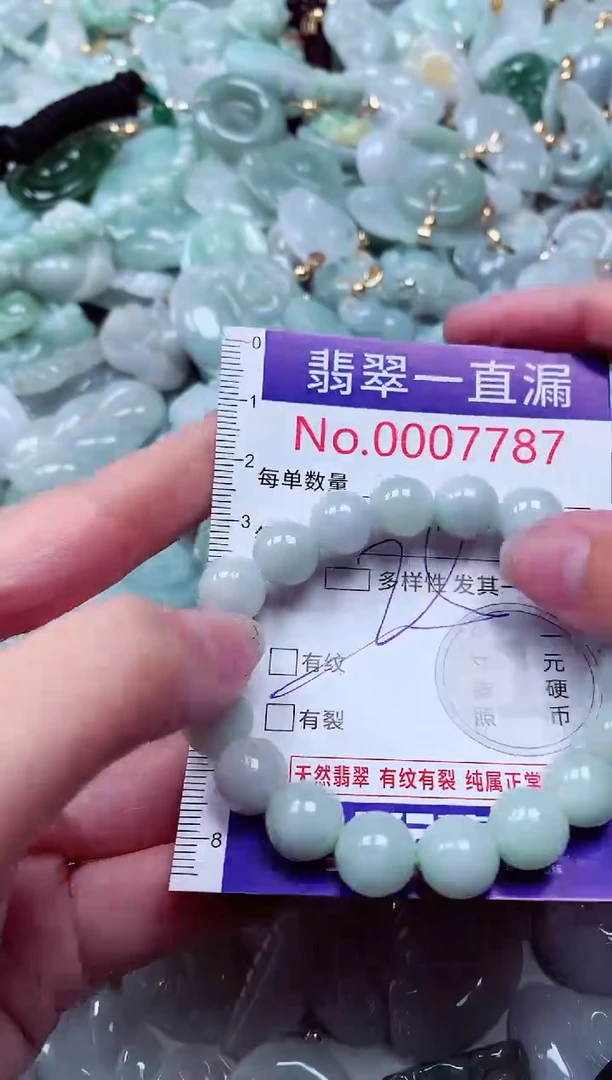 0
翡翠一直漏
1
No.0007787
2
每单数量
3
多样性发其一
有纹
元
硬
照 币
有裂
天然翡翠 有纹有裂 纯属正常
8